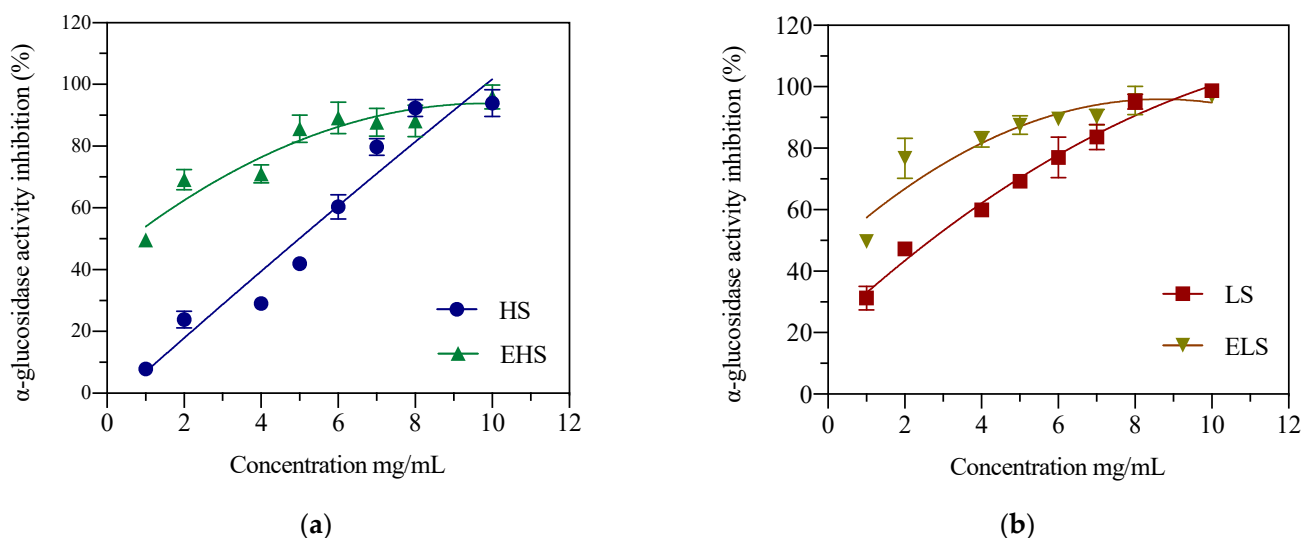 α-glucosidase activity inhibition (%)
120
100
80
60
40
20
0
0 2 4 6 8 10 12
HS
EHS
Concentration mg/mL
(a)
α-glucosidase activity inhibition (%)
120
100
80
60
40
20
0
0 2 4 6 8 10 12
LS
ELS
Concentration mg/mL
(b)